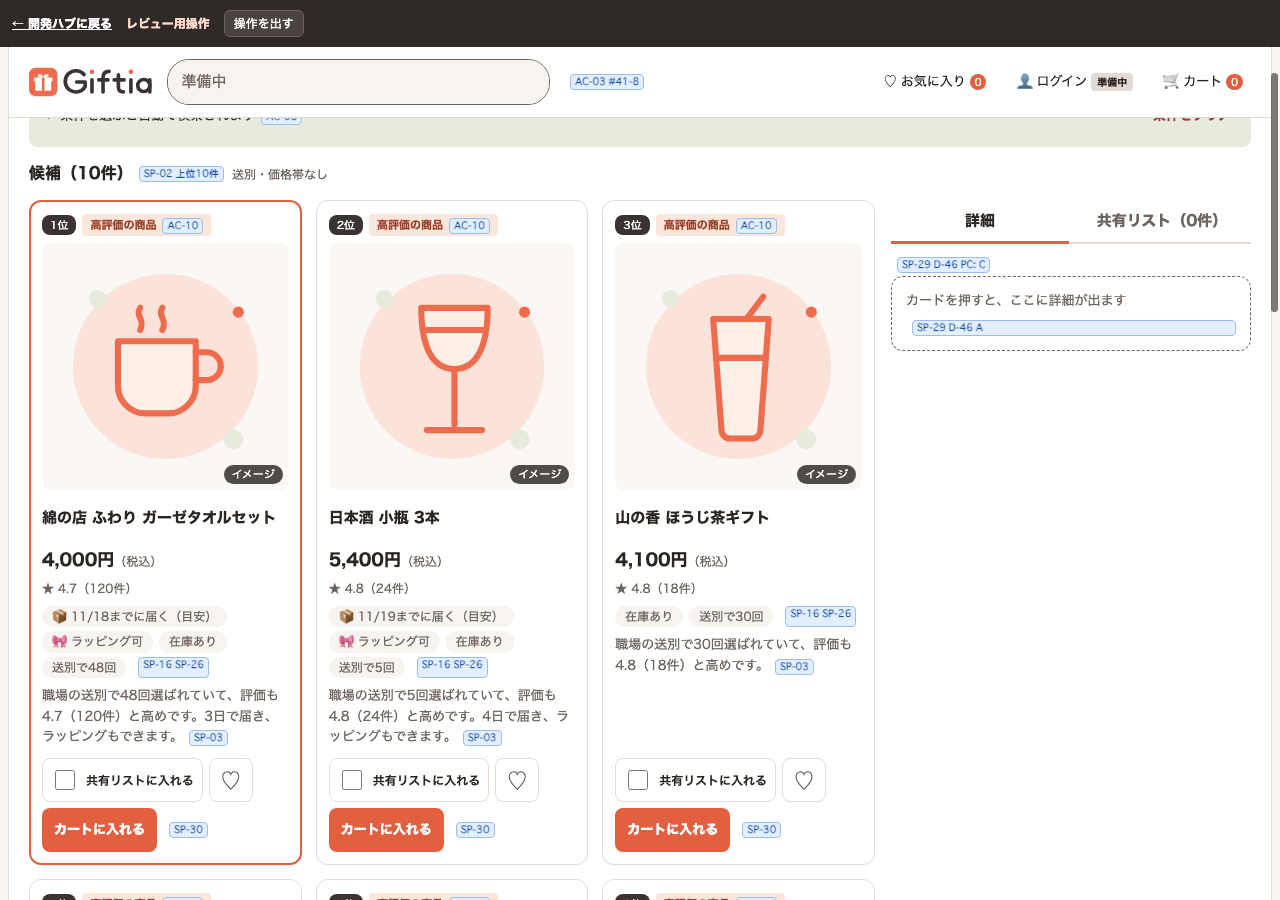 ← 開発ハブに戻る レビュー用操作 操作を出す
Giftia 準備中 AC-03 #41-8 ♡ お気に入り 0 ログイン 準備中 カート 0
候補（10件） SP-02 上位10件 送別・価格帯なし
1位 高評価の商品 AC-10
イメージ
綿の店 ふわり ガーゼタオルセット
4,000円（税込）
★ 4.7（120件）
📦 11/18までに届く（目安）
🎀 ラッピング可 在庫あり
送別で48回 SP-16 SP-26
職場の送別で48回選ばれていて、評価も
4.7（120件）と高めです。3日で届き、
ラッピングもできます。 SP-03
共有リストに入れる ♡
カートに入れる SP-30
2位 高評価の商品 AC-10
イメージ
日本酒 小瓶 3本
5,400円（税込）
★ 4.8（24件）
📦 11/19までに届く（目安）
🎀 ラッピング可 在庫あり
送別で5回 SP-16 SP-26
職場の送別で5回選ばれていて、評価も
4.8（24件）と高めです。4日で届き、ラ
ッピングもできます。 SP-03
共有リストに入れる ♡
カートに入れる SP-30
3位 高評価の商品 AC-10
イメージ
山の香 ほうじ茶ギフト
4,100円（税込）
★ 4.8（18件）
在庫あり 送別で30回 SP-16 SP-26
職場の送別で30回選ばれていて、評価も
4.8（18件）と高めです。 SP-03
共有リストに入れる ♡
カートに入れる SP-30
詳細 共有リスト（0件）
SP-29 D-46 PC: C
カードを押すと、ここに詳細が出ます
SP-29 D-46 A